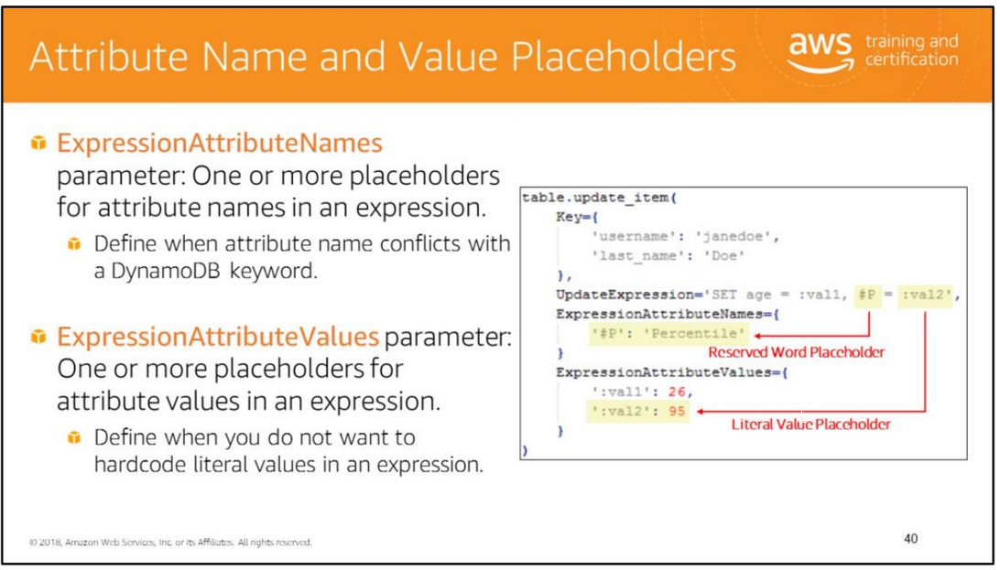 Attribute Name and Value Placeholders
aws training and
certification
ExpressionAttributeNames
parameter: One or more placeholders
for attribute names in an expression.
Define when attribute name conflicts with
a DynamoDB keyword.
ExpressionAttributeValues parameter:
One or more placeholders for
attribute values in an expression.
Define when you do not want to
hardcode literal values in an expression.
table.update_item(
Key={
'username': 'janedoe',
'last_name': 'Doe'
},
UpdateExpression='SET age = :val1, #P = :val2',
ExpressionAttributeNames={
'#P': 'Percentile'
}
Reserved Word Placeholder
ExpressionAttributeValues={
':val1': 26,
':val2': 95
Literal Value Placeholder
}
)
© 2018, Amazon Web Services, Inc. or its Affiliates. All rights reserved.
40